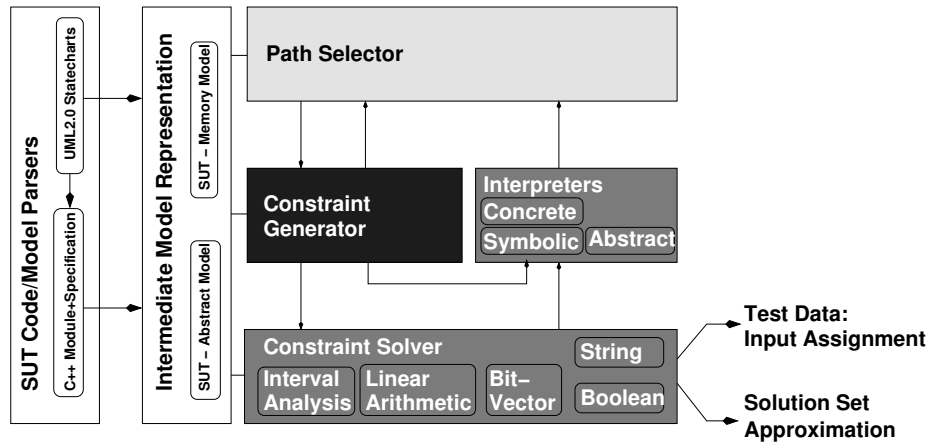 SUT Code/Model Parsers
UML2.0 Statecharts
C++ Module+Specification
Intermediate Model Representation
SUT – Memory Model
SUT – Abstract Model
Path Selector
Constraint
Generator
Interpreters
Concrete
Symbolic
Abstract
Constraint Solver
Interval
Analysis
Linear
Arithmetic
Bit–
Vector
String
Boolean
Test Data:
Input Assignment
Solution Set
Approximation